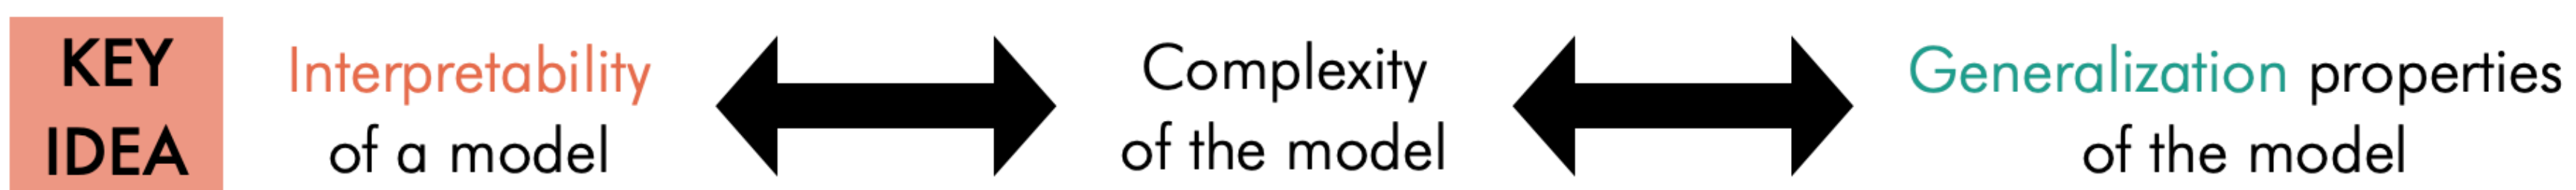 KEY
IDEA
Interpretability
of a model
Complexity
of the model
Generalization properties
of the model